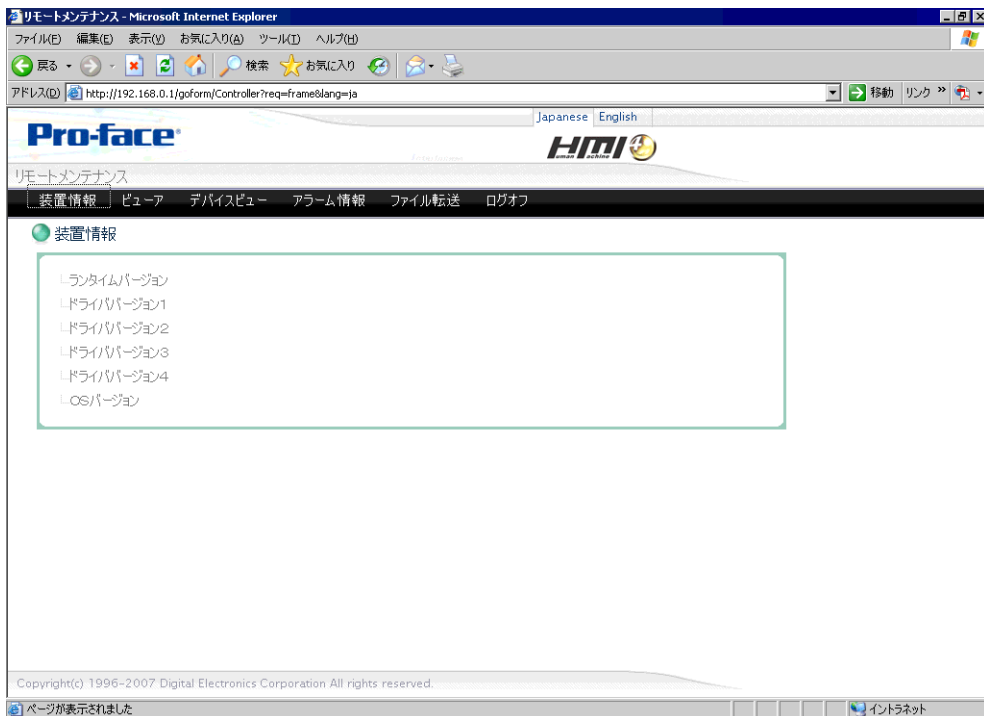 リモートメンテナンス - Microsoft Internet Explorer
ファイル(F) 編集(E) 表示(V) お気に入り(A) ツール(T) ヘルプ(H)
戻る 検索 お気に入り
アドレス(D) http://192.168.0.1/goform/Controller?req=frame&lang=ja 移動 リンク »
Japanese English
Pro-face
HMI
リモートメンテナンス
装置情報 ビューア デバイスビュー アラーム情報 ファイル転送 ログオフ
装置情報
ランタイムバージョン
ドライババージョン1
ドライババージョン2
ドライババージョン3
ドライババージョン4
OSバージョン
Copyright(c) 1996-2007 Digital Electronics Corporation All rights reserved.
ページが表示されました イントラネット